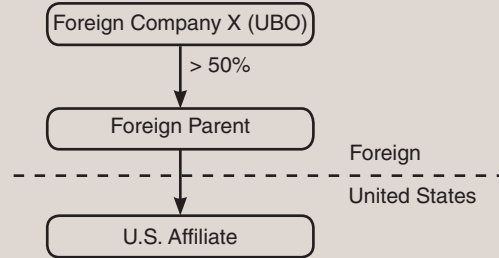 Foreign Company X (UBO)
> 50%
Foreign Parent
Foreign
United States
U.S. Affiliate